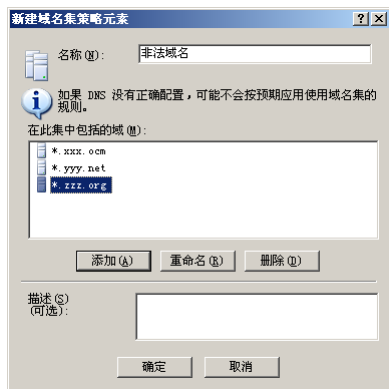 新建域名集策略元素
名称(N):
非法域名
如果 DNS 没有正确配置，可能不会按预期应用使用域名集的
规则。
在此集中包括的域(M):
*.xxx.ocm
*.yyy.net
*.zzz.org
添加(A) 重命名(R) 删除(D)
描述(S)
(可选):
确定 取消